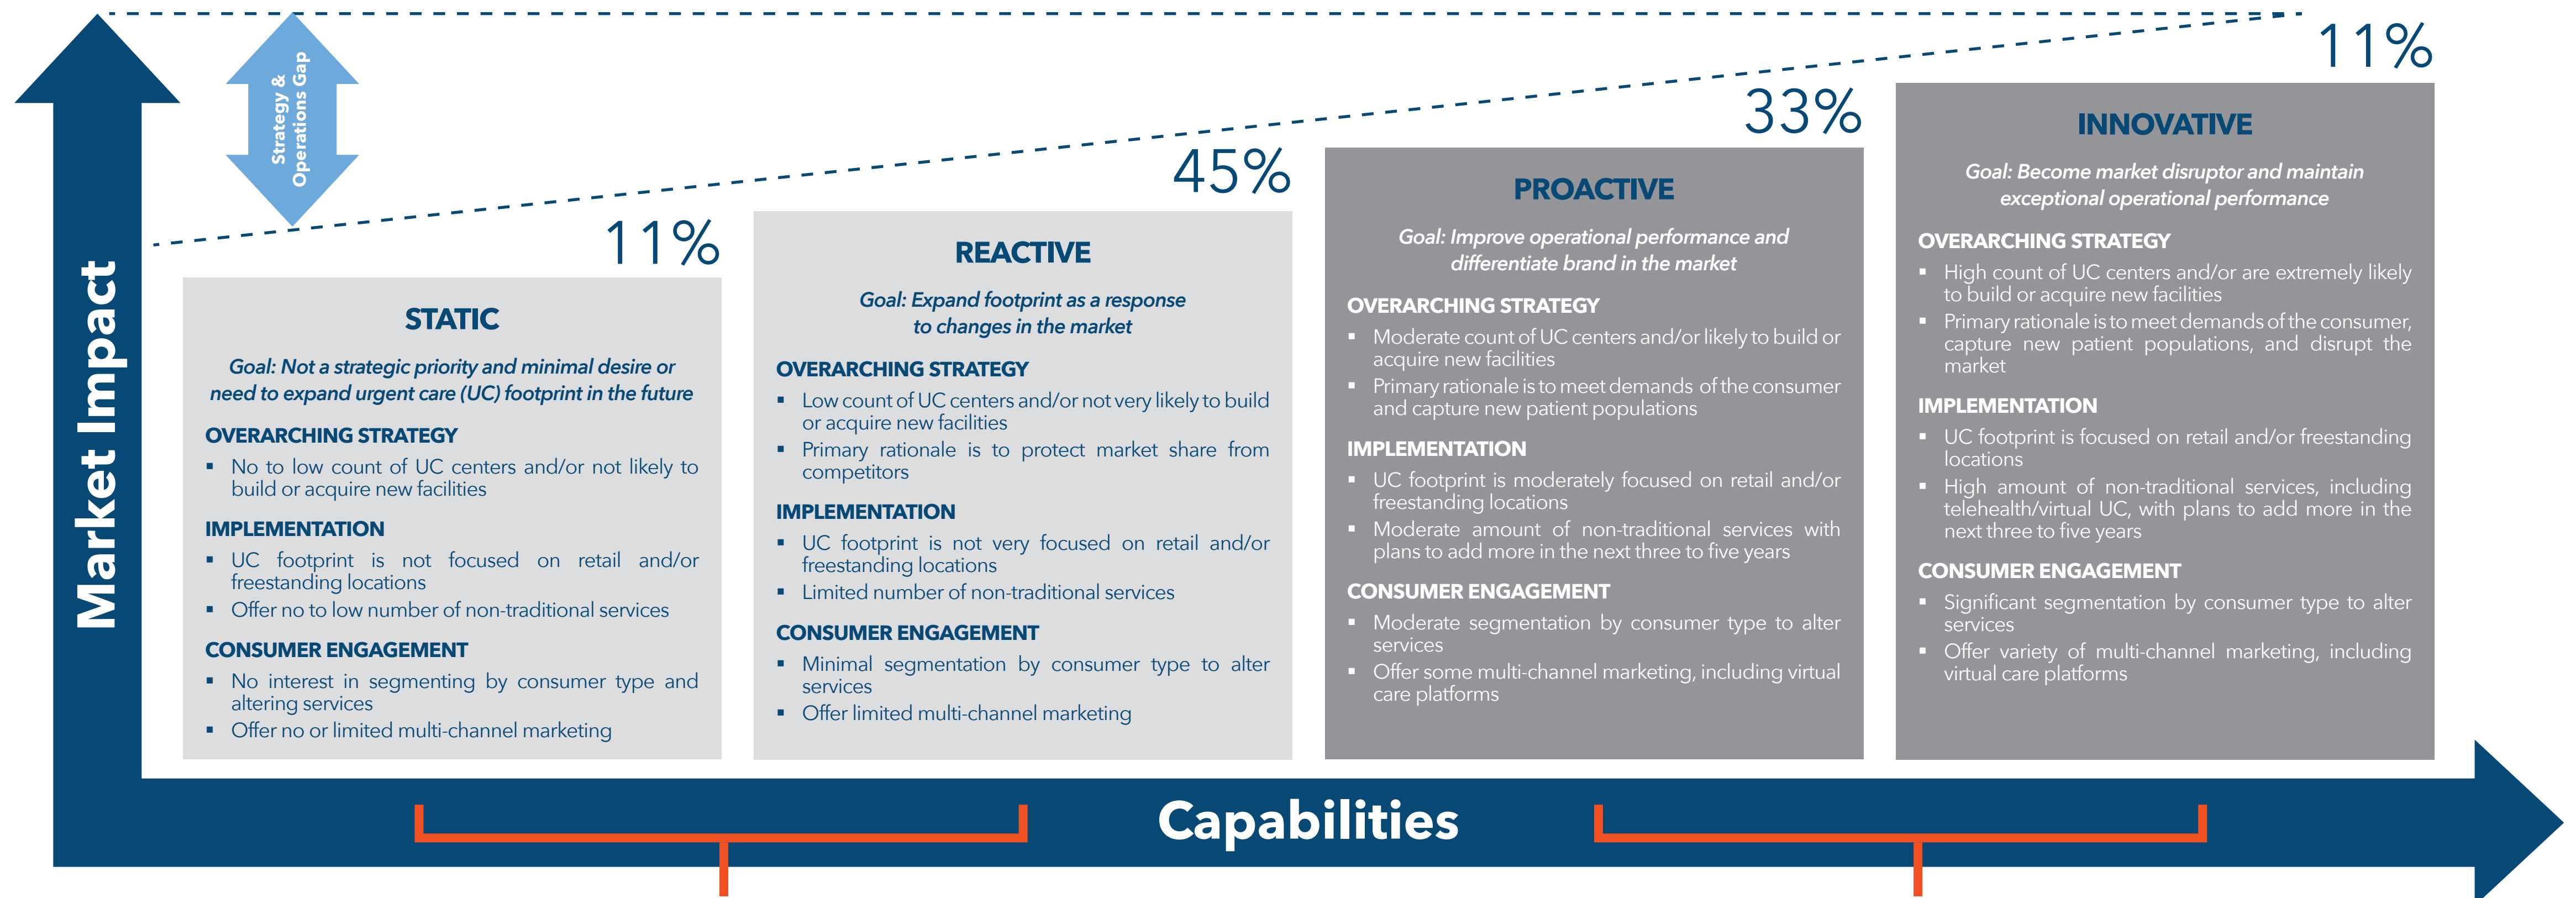 Market Impact
Strategy &
Operations Gap
11%
STATIC
Goal: Not a strategic priority and minimal desire or
need to expand urgent care (UC) footprint in the future
OVERARCHING STRATEGY
▪ No to low count of UC centers and/or not likely to
build or acquire new facilities
IMPLEMENTATION
▪ UC footprint is not focused on retail and/or
freestanding locations
▪ Offer no to low number of non-traditional services
CONSUMER ENGAGEMENT
▪ No interest in segmenting by consumer type and
altering services
▪ Offer no or limited multi-channel marketing
45%
REACTIVE
Goal: Expand footprint as a response
to changes in the market
OVERARCHING STRATEGY
▪ Low count of UC centers and/or not very likely to build
or acquire new facilities
▪ Primary rationale is to protect market share from
competitors
IMPLEMENTATION
▪ UC footprint is not very focused on retail and/or
freestanding locations
▪ Limited number of non-traditional services
CONSUMER ENGAGEMENT
▪ Minimal segmentation by consumer type to alter
services
▪ Offer limited multi-channel marketing
33%
PROACTIVE
Goal: Improve operational performance and
differentiate brand in the market
OVERARCHING STRATEGY
▪ Moderate count of UC centers and/or likely to build or
acquire new facilities
▪ Primary rationale is to meet demands of the consumer
and capture new patient populations
IMPLEMENTATION
▪ UC footprint is moderately focused on retail and/or
freestanding locations
▪ Moderate amount of non-traditional services with
plans to add more in the next three to five years
CONSUMER ENGAGEMENT
▪ Moderate segmentation by consumer type to alter
services
▪ Offer some multi-channel marketing, including virtual
care platforms
11%
INNOVATIVE
Goal: Become market disruptor and maintain
exceptional operational performance
OVERARCHING STRATEGY
▪ High count of UC centers and/or are extremely likely
to build or acquire new facilities
▪ Primary rationale is to meet demands of the consumer,
capture new patient populations, and disrupt the
market
IMPLEMENTATION
▪ UC footprint is focused on retail and/or freestanding
locations
▪ High amount of non-traditional services, including
telehealth/virtual UC, with plans to add more in the
next three to five years
CONSUMER ENGAGEMENT
▪ Significant segmentation by consumer type to alter
services
▪ Offer variety of multi-channel marketing, including
virtual care platforms
Capabilities